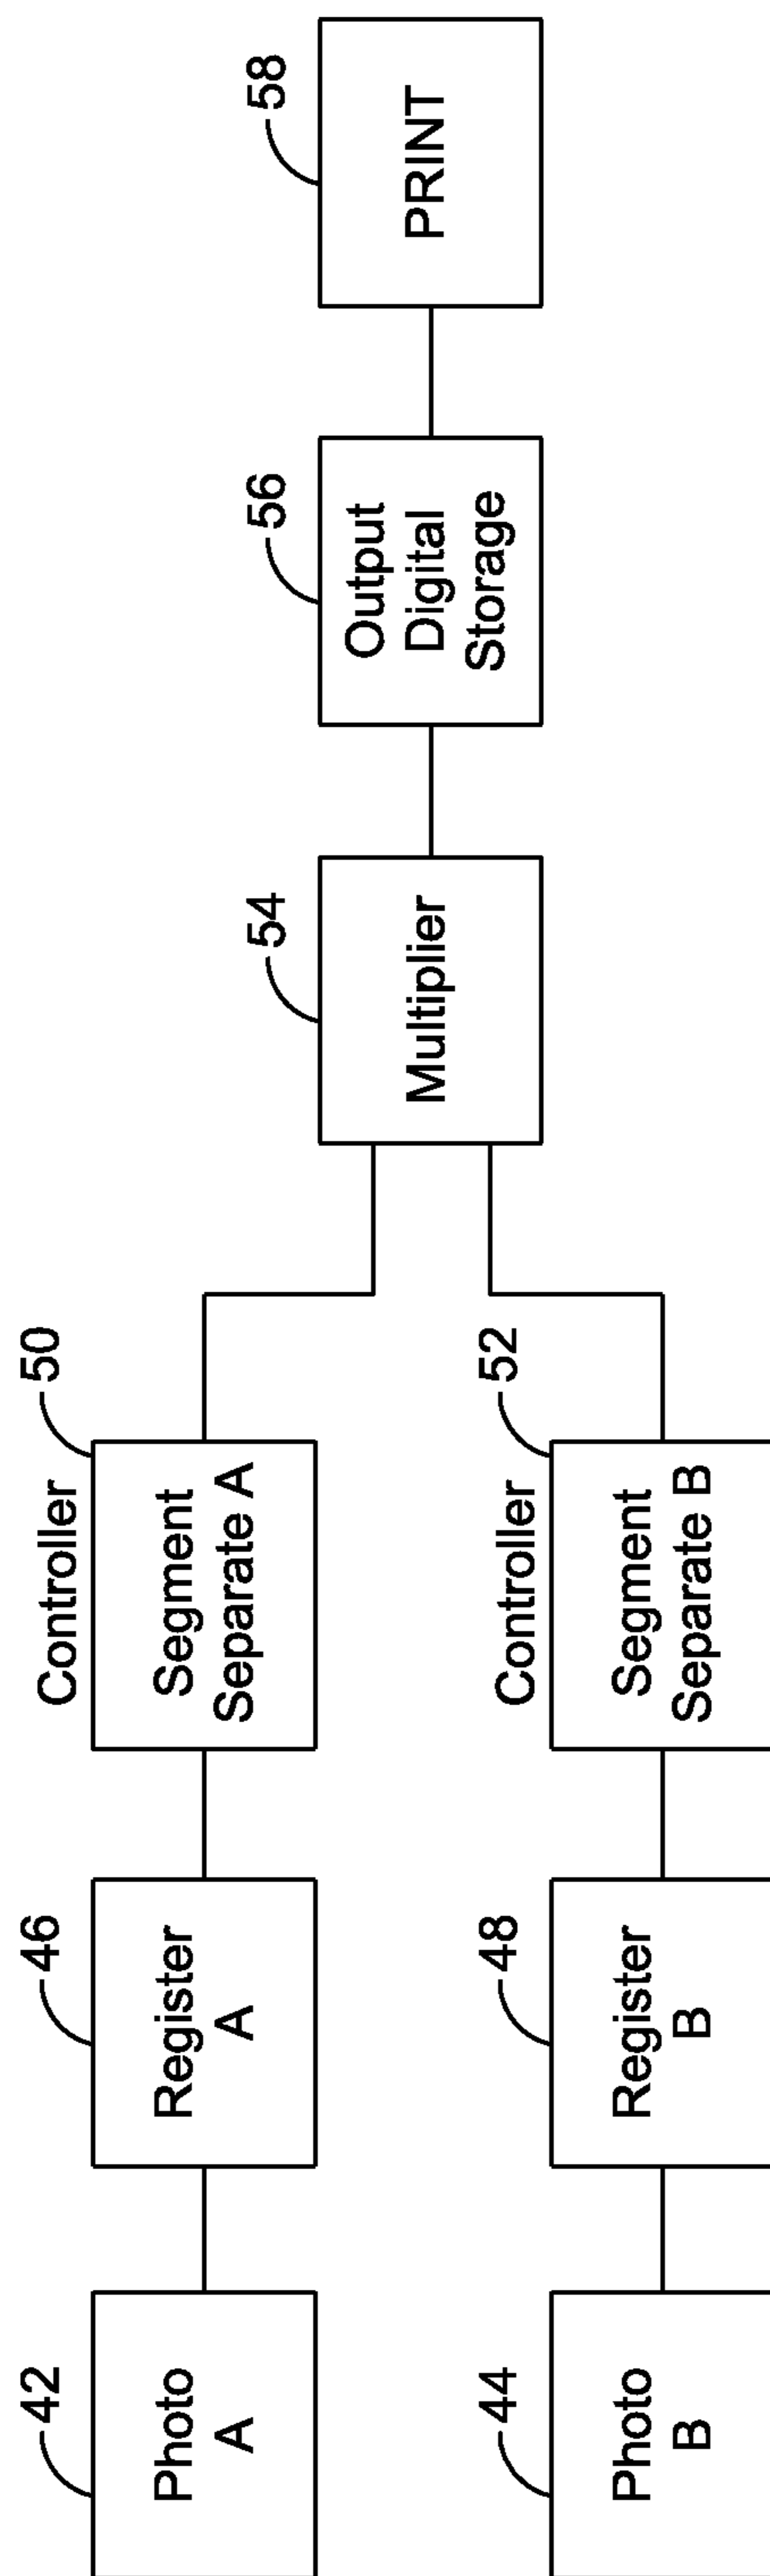 42
Photo
A
46
Register
A
Controller
50
Segment
Separate A
44
Photo
B
48
Register
B
Controller
52
Segment
Separate B
54
Multiplier
56
Output
Digital
Storage
58
PRINT